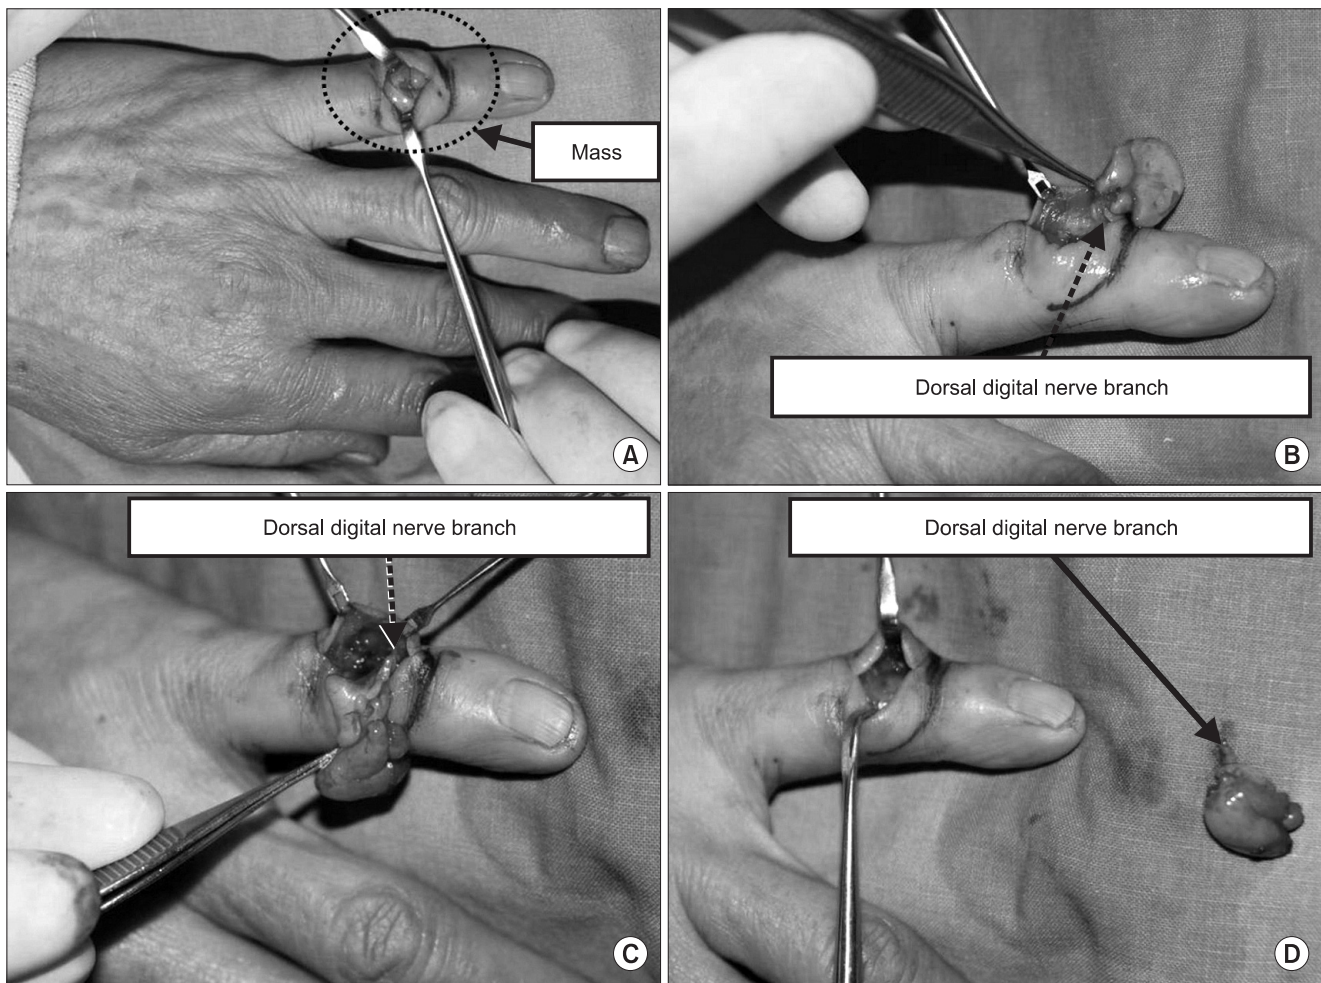 Mass
A
Dorsal digital nerve branch
B
Dorsal digital nerve branch
C
Dorsal digital nerve branch
D